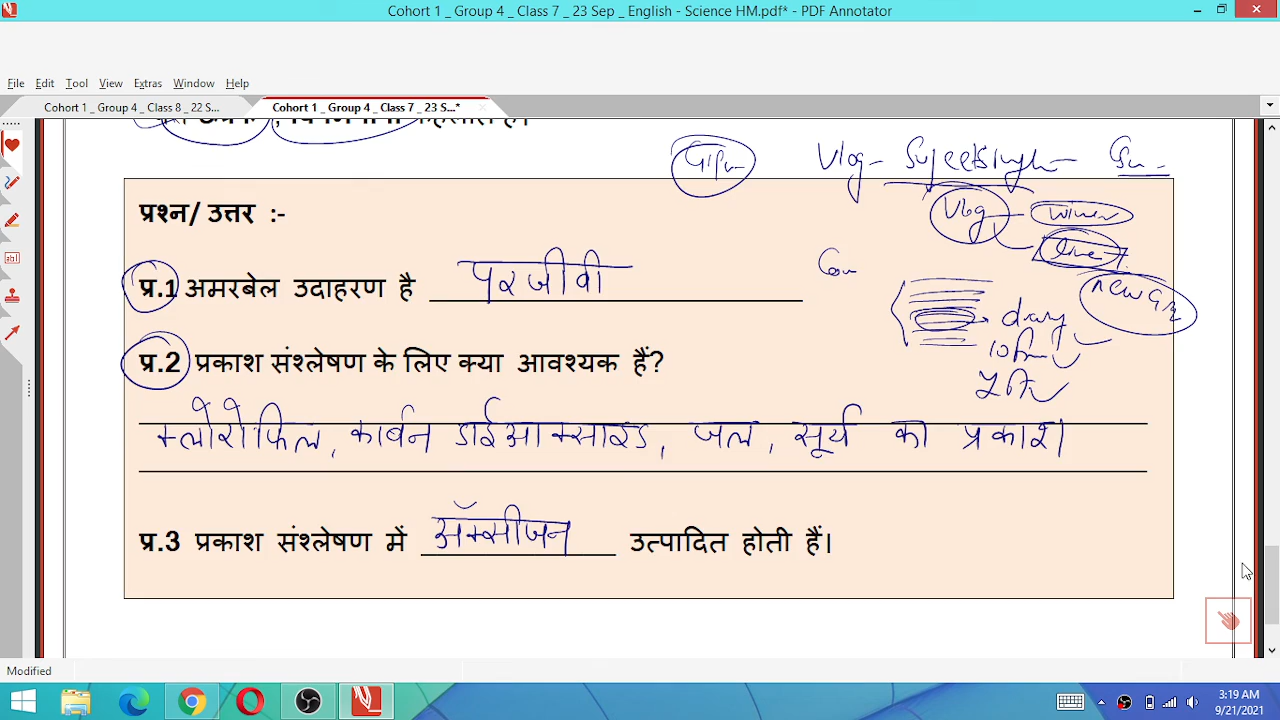 Cohort 1 _ Group 4 _ Class 7 _ 23 Sep _ English - Science HM.pdf* - PDF Annotator
File Edit Tool View Extras Window Help
Cohort 1 _ Group 4 _ Class 8 _ 22 S... Cohort 1 _ Group 4 _ Class 7 _ 23 S...*
कहलाते हैं।
Vlog- Sujeetsingh-
प्रश्न/ उत्तर :-
Vlog
प्र.1 अमरबेल उदाहरण है परजीवी
प्र.2 प्रकाश संश्लेषण के लिए क्या आवश्यक हैं?
क्लोरोफिल, कार्बन डाईआक्साइड, जल, सूर्य का प्रकाश
प्र.3 प्रकाश संश्लेषण में ऑक्सीजन उत्पादित होती हैं।
Modified
3:19 AM
9/21/2021